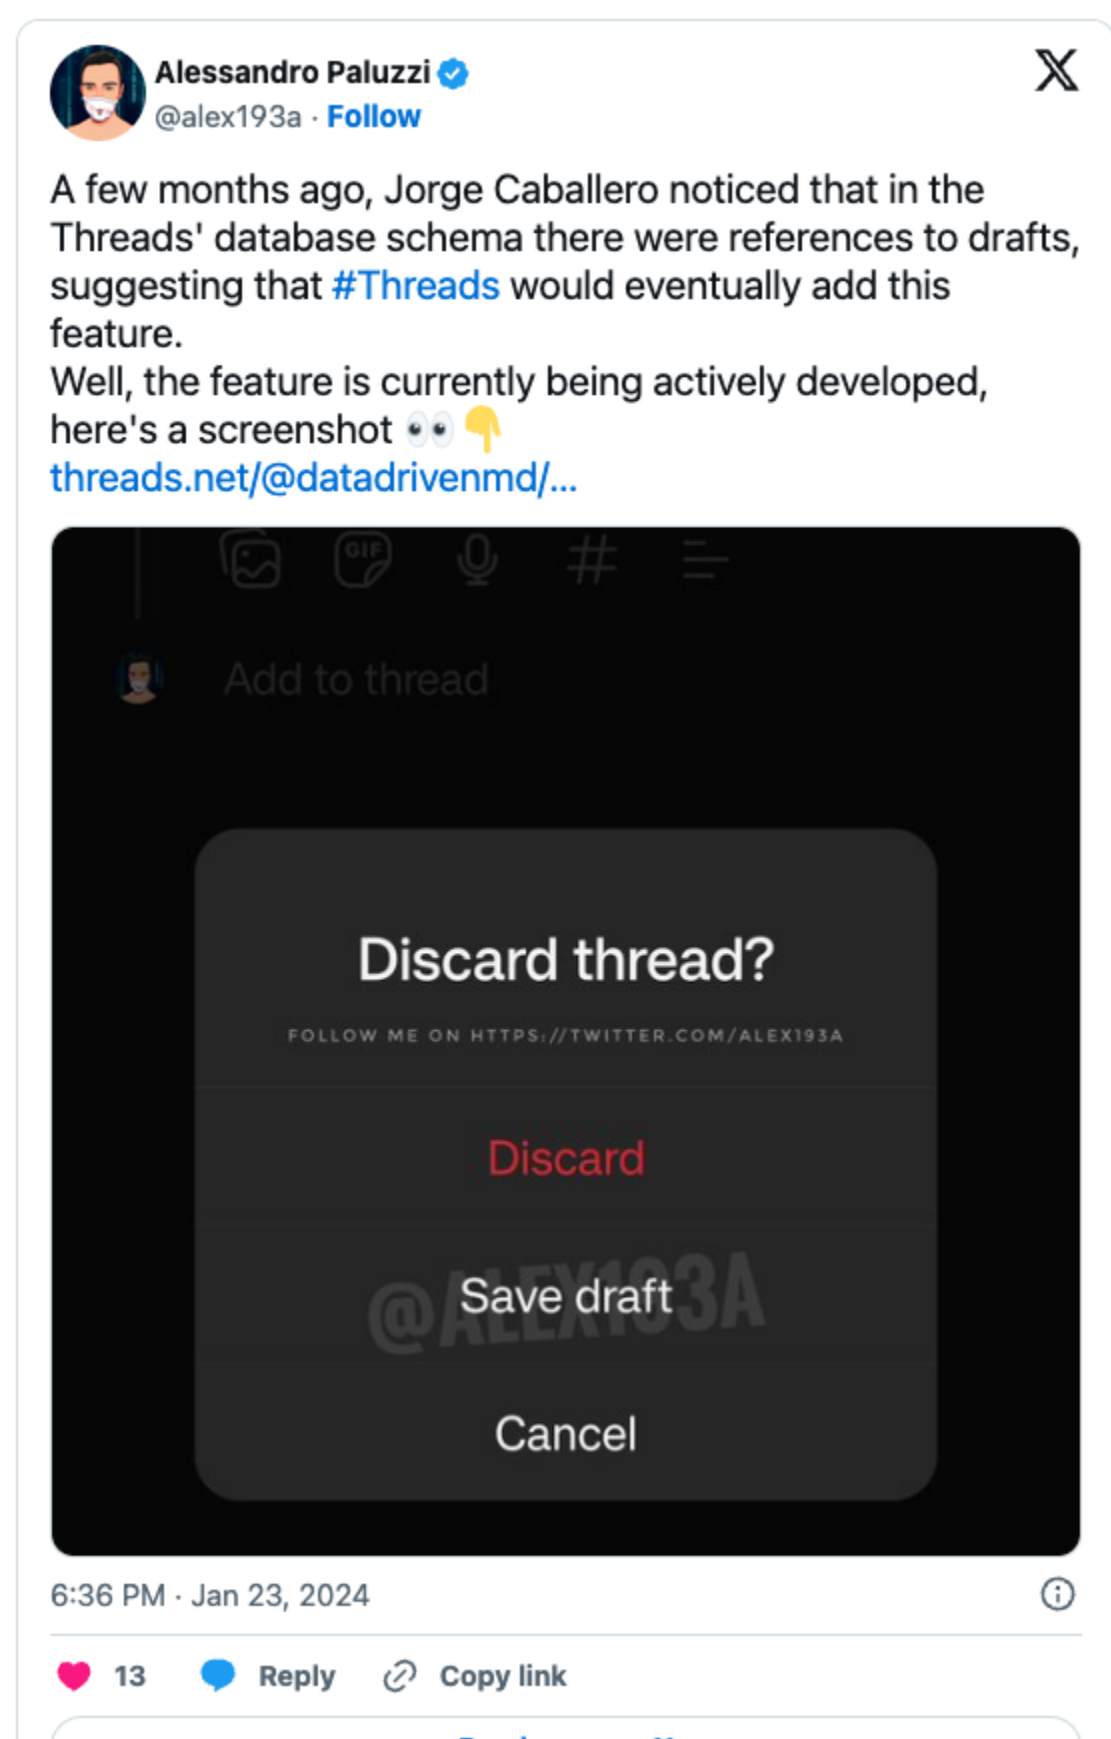 Alessandro Paluzzi
@alex193a · Follow
A few months ago, Jorge Caballero noticed that in the
Threads' database schema there were references to drafts,
suggesting that #Threads would eventually add this
feature.
Well, the feature is currently being actively developed,
here's a screenshot 👀👇
threads.net/@datadrivenmd/...
GIF
Add to thread
Discard thread?
FOLLOW ME ON HTTPS://TWITTER.COM/ALEX193A
Discard
@ALEX193A
Save draft
Cancel
6:36 PM · Jan 23, 2024
13 Reply Copy link